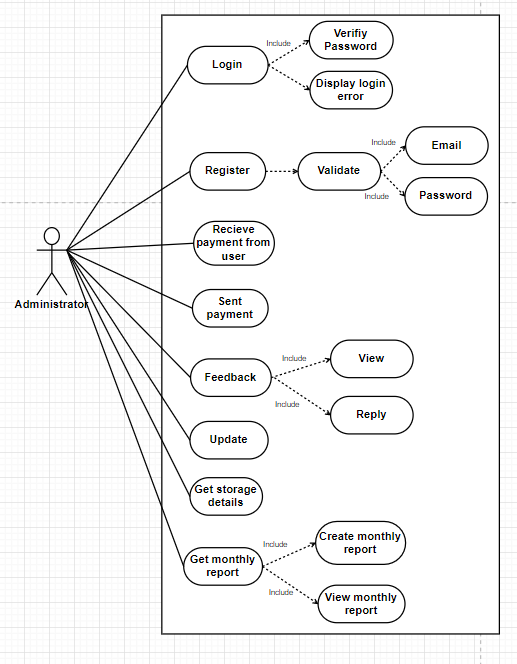 Verifiy
Password
Include
Login
Display login
error
Include
Email
Register
Validate
Include
Password
Recieve
payment from
user
Administrator
Sent
payment
Include
View
Feedback
Include
Reply
Update
Get storage
details
Create monthly
report
Include
Get monthly
report
Include
View monthly
report